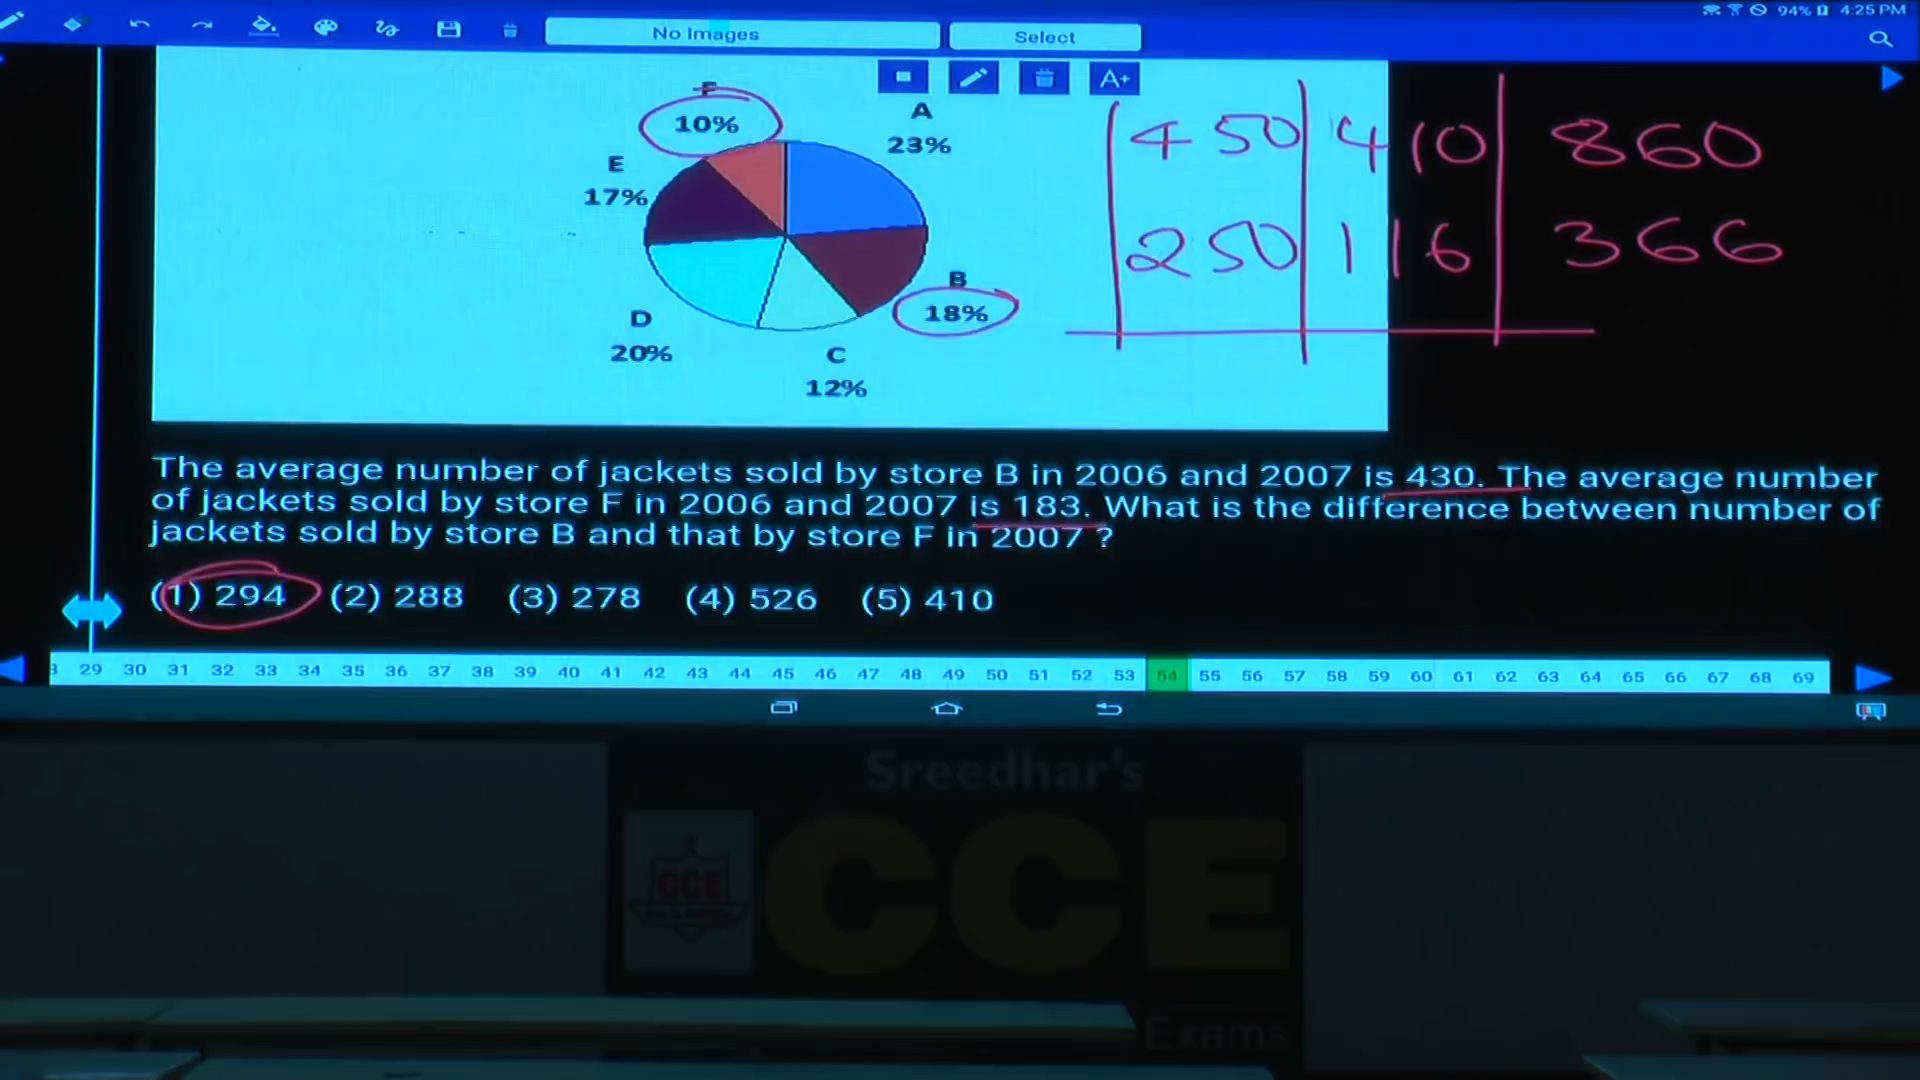 94% 4:25 PM
No Images
Select
A+
F
10%
A
23%
E
17%
B
18%
D
20%
C
12%
450 410 860
250 116 366
The average number of jackets sold by store B in 2006 and 2007 is 430. The average number
of jackets sold by store F in 2006 and 2007 is 183. What is the difference between number of
jackets sold by store B and that by store F in 2007 ?
(1) 294 (2) 288 (3) 278 (4) 526 (5) 410
29 30 31 32 33 34 35 36 37 38 39 40 41 42 43 44 45 46 47 48 49 50 51 52 53 54 55 56 57 58 59 60 61 62 63 64 65 66 67 68 69
Sreedhar's
CCE
CCE
Exams